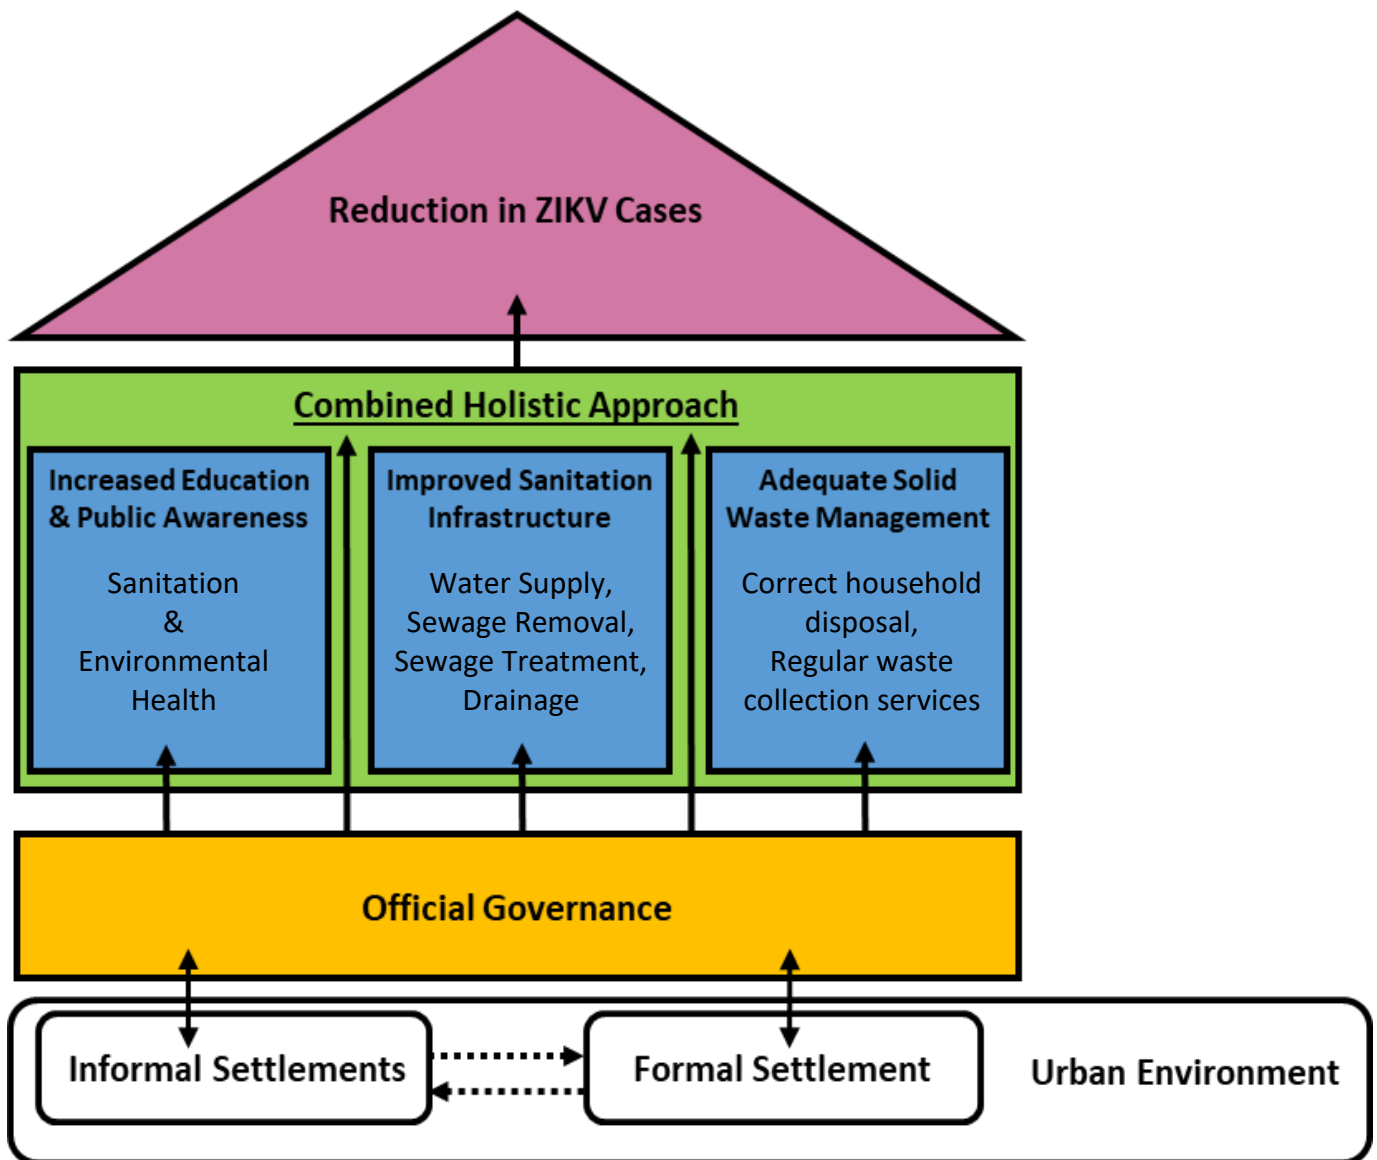 Reduction in ZIKV Cases
Combined Holistic Approach
Increased Education
& Public Awareness
Sanitation
&
Environmental
Health
Improved Sanitation
Infrastructure
Water Supply,
Sewage Removal,
Sewage Treatment,
Drainage
Adequate Solid
Waste Management
Correct household
disposal,
Regular waste
collection services
Official Governance
Informal Settlements
Formal Settlement
Urban Environment